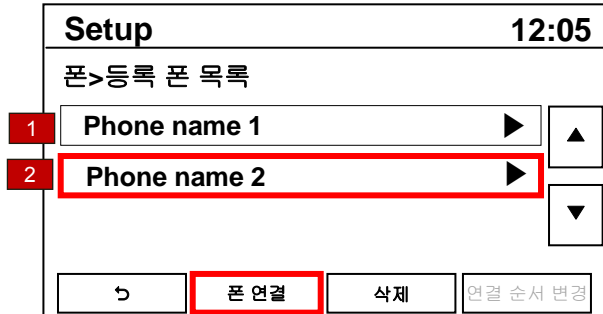 Setup 12:05
폰>등록 폰 목록
1 Phone name 1 ▶ ▲
2 Phone name 2 ▶
▼
폰 연결 삭제 연결 순서 변경